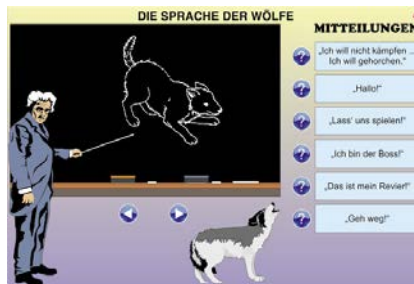 DIE SPRACHE DER WÖLFE
MITTEILUNGEN
„Ich will nicht kämpfen ...
Ich will gehorchen.“
„Hallo!“
„Lass' uns spielen!“
„Ich bin der Boss!“
„Das ist mein Revier!“
„Geh weg!“